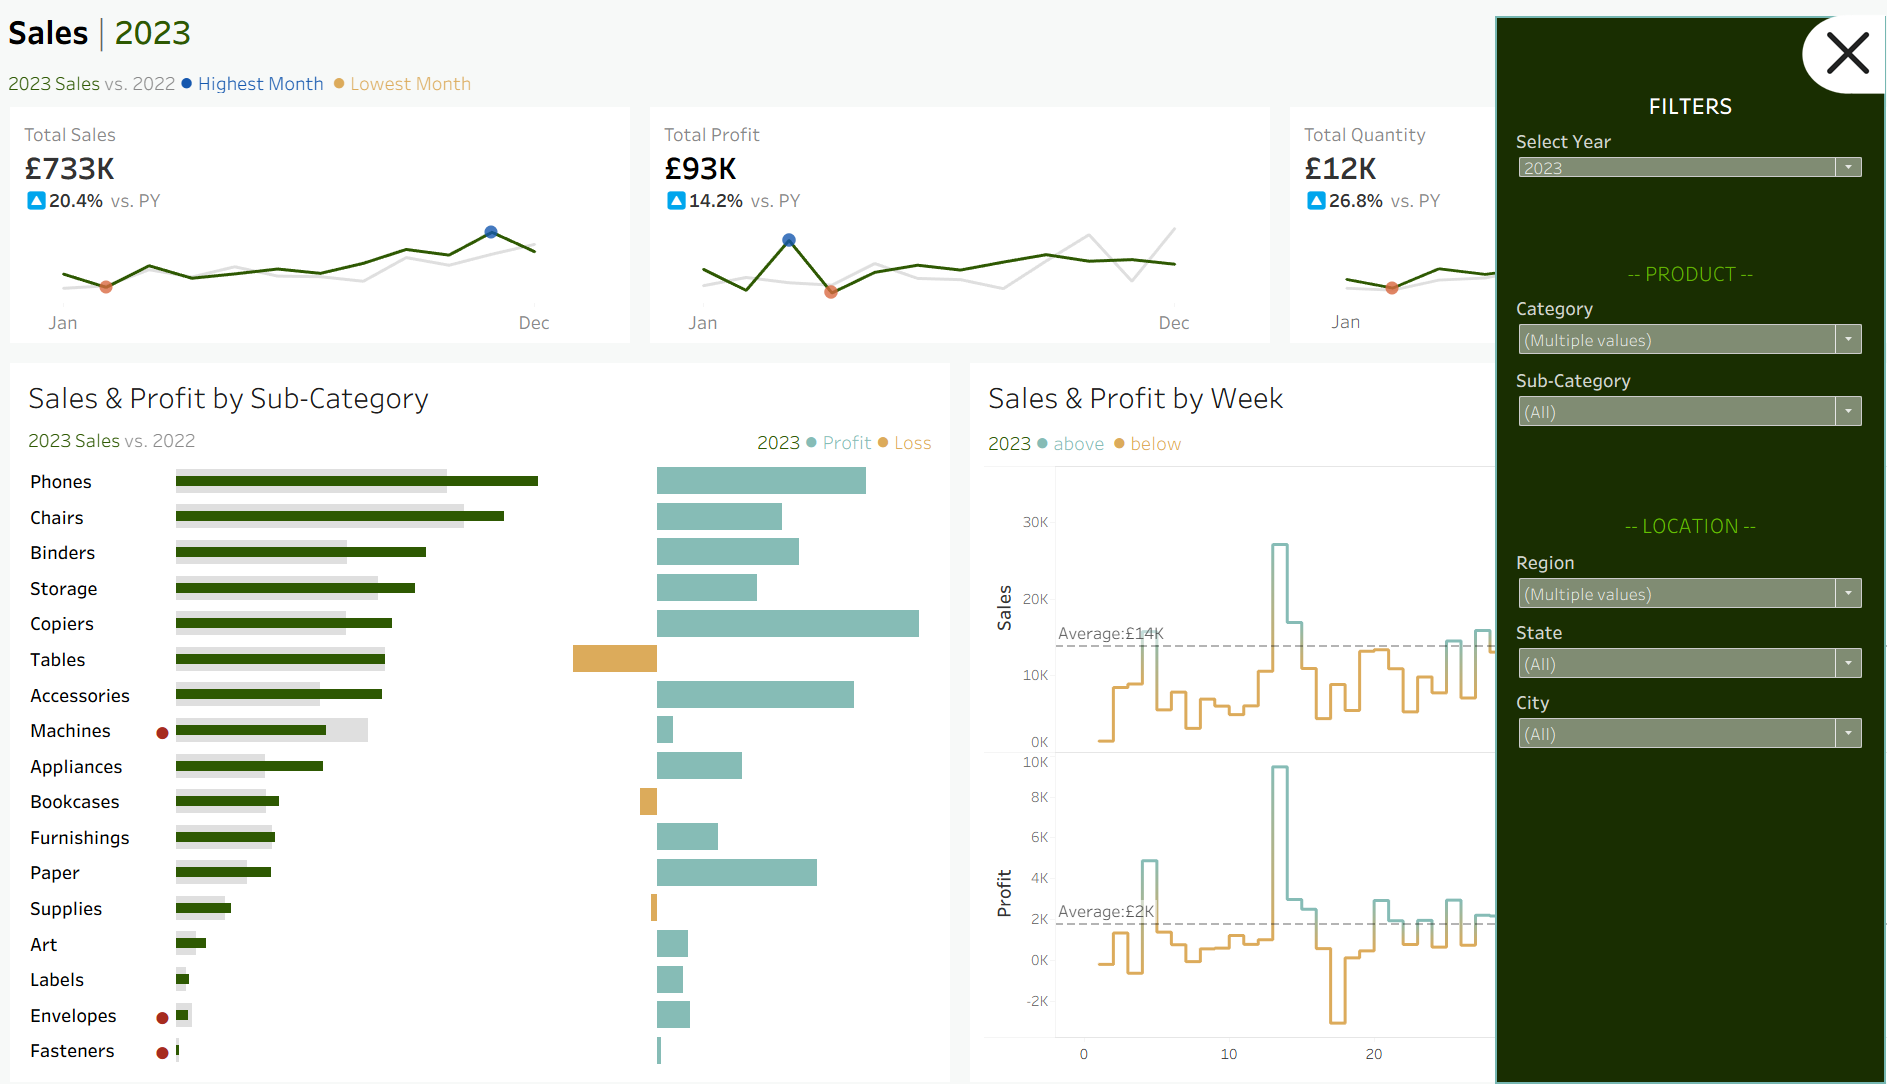 Sales | 2023
2023 Sales vs. 2022 ● Highest Month ● Lowest Month
Total Sales
£733K
20.4% vs. PY
Jan Dec
Total Profit
£93K
14.2% vs. PY
Jan Dec
Total Quantity
£12K
26.8% vs. PY
Jan
Sales & Profit by Sub-Category
2023 Sales vs. 2022
2023 ● Profit ● Loss
Phones
Chairs
Binders
Storage
Copiers
Tables
Accessories
Machines
Appliances
Bookcases
Furnishings
Paper
Supplies
Art
Labels
Envelopes
Fasteners
Sales & Profit by Week
2023 ● above ● below
Sales
30K
20K
Average:£14K
10K
0K
Profit
10K
8K
6K
4K
2K
Average:£2K
0K
-2K
0 10 20
FILTERS
Select Year
2023
-- PRODUCT --
Category
(Multiple values)
Sub-Category
(All)
-- LOCATION --
Region
(Multiple values)
State
(All)
City
(All)